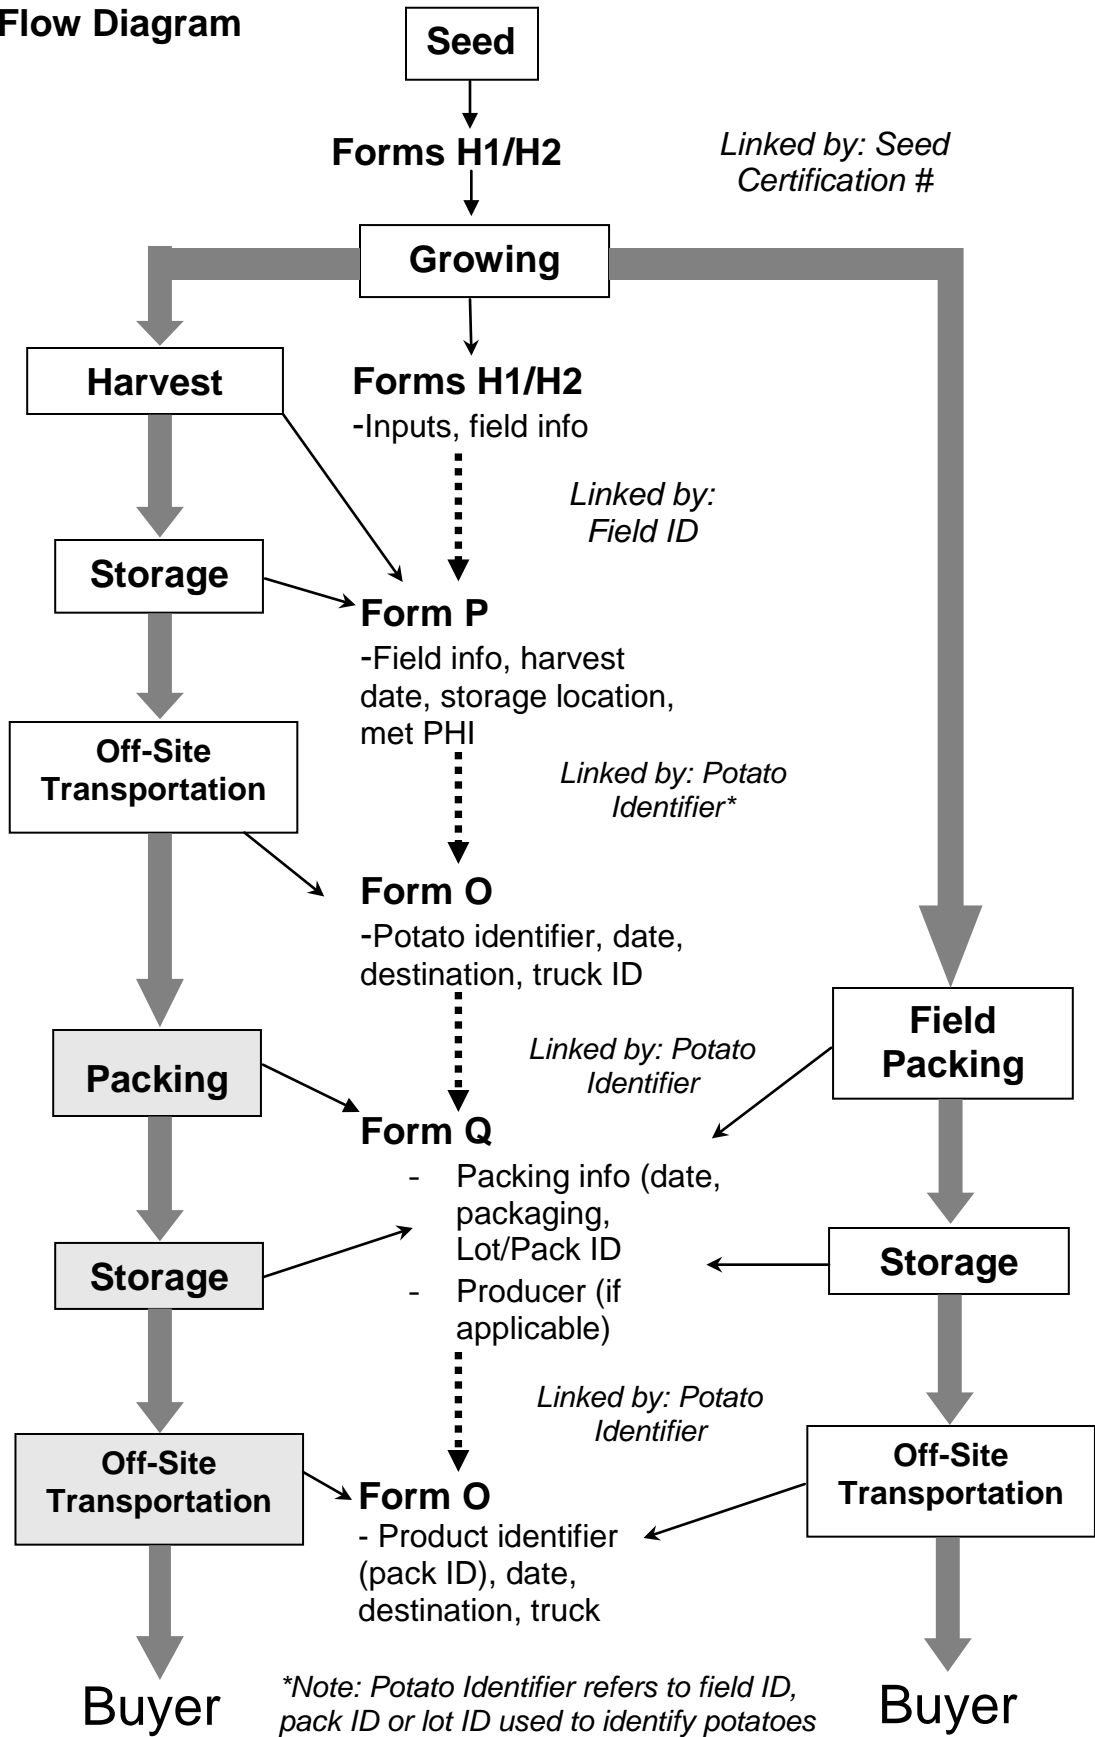 Flow Diagram
Seed
Forms H1/H2
Linked by: Seed
Certification #
Growing
Harvest
Forms H1/H2
-Inputs, field info
Linked by:
Field ID
Storage
Form P
-Field info, harvest
date, storage location,
met PHI
Off-Site
Transportation
Linked by: Potato
Identifier*
Form O
-Potato identifier, date,
destination, truck ID
Field
Packing
Linked by: Potato
Identifier
Packing
Form Q
- Packing info (date,
packaging,
Lot/Pack ID
- Producer (if
applicable)
Storage
Storage
Linked by: Potato
Identifier
Off-Site
Transportation
Off-Site
Transportation
Form O
- Product identifier
(pack ID), date,
destination, truck
Buyer
*Note: Potato Identifier refers to field ID,
pack ID or lot ID used to identify potatoes
Buyer